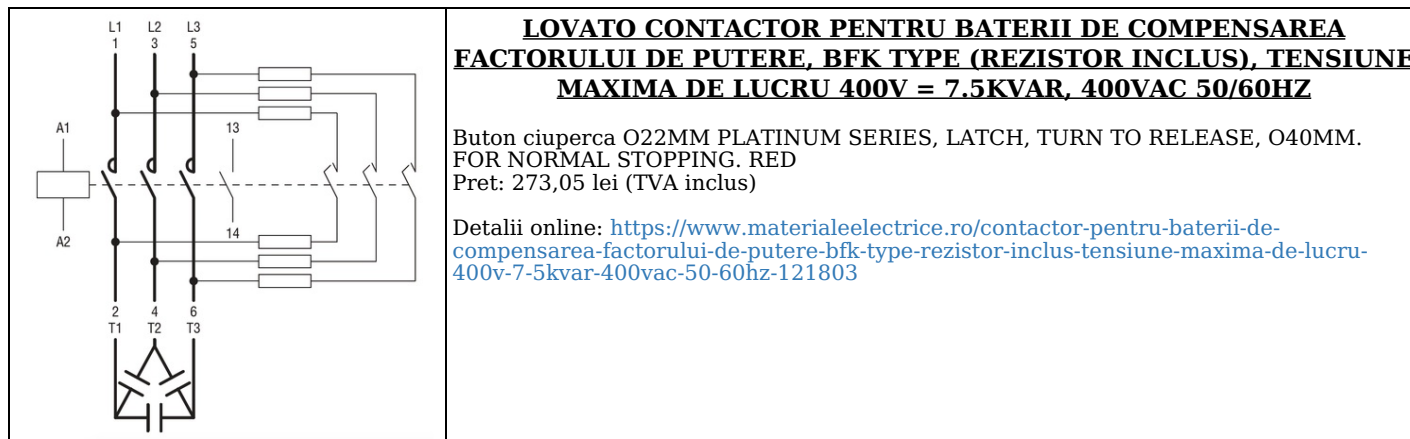 L1 L2 L3
1 3 5
A1
13
14
A2
2 4 6
T1 T2 T3
LOVATO CONTACTOR PENTRU BATERII DE COMPENSAREA
FACTORULUI DE PUTERE, BFK TYPE (REZISTOR INCLUS), TENSIUNE
MAXIMA DE LUCRU 400V = 7.5KVAR, 400VAC 50/60HZ
Buton ciuperca O22MM PLATINUM SERIES, LATCH, TURN TO RELEASE, O40MM.
FOR NORMAL STOPPING. RED
Pret: 273,05 lei (TVA inclus)
Detalii online: https://www.materialeelectrice.ro/contactor-pentru-baterii-de-
compensarea-factorului-de-putere-bfk-type-rezistor-inclus-tensiune-maxima-de-lucru-
400v-7-5kvar-400vac-50-60hz-121803